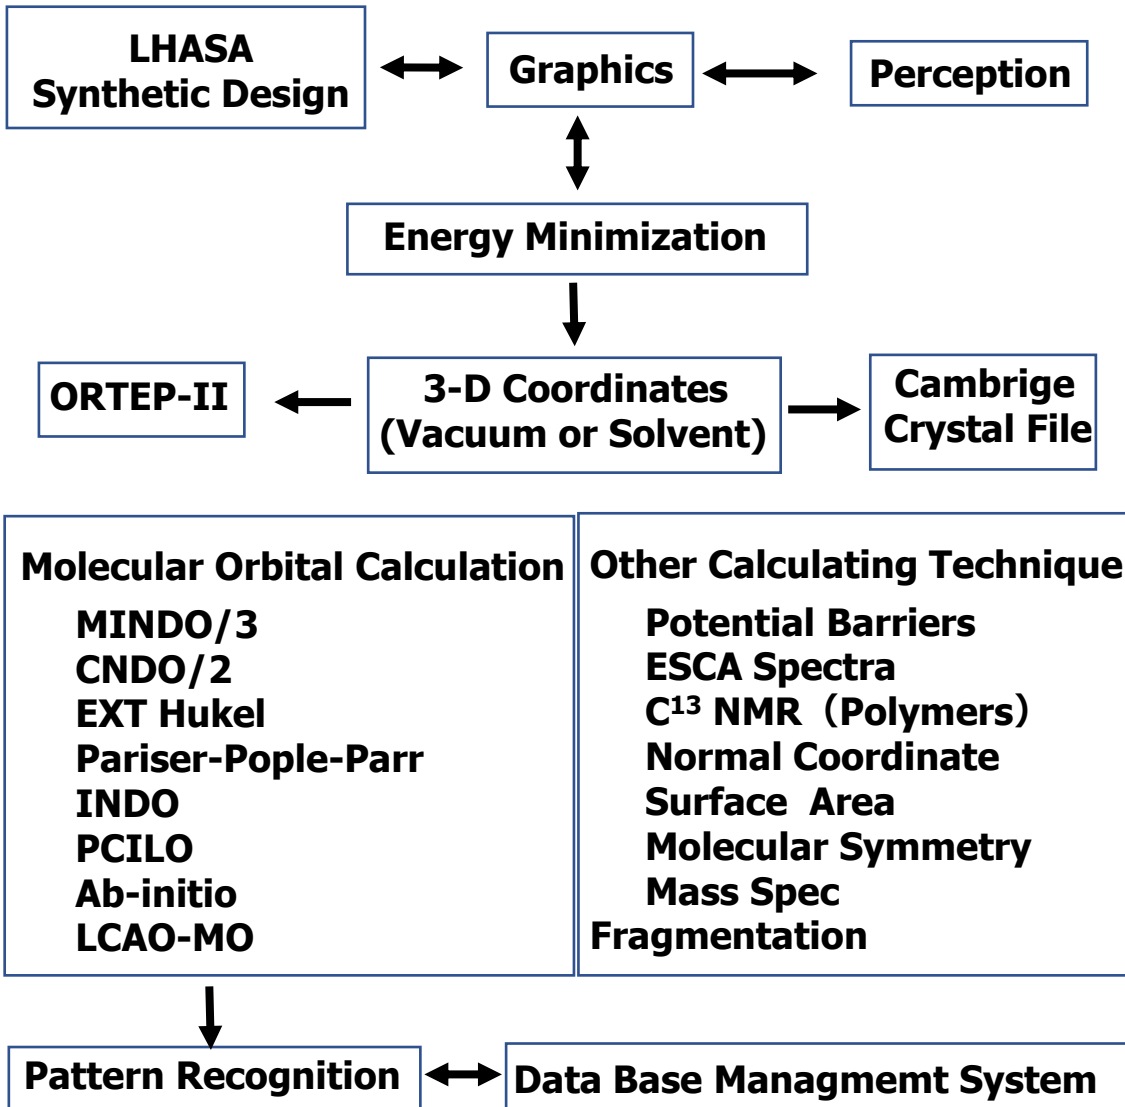 LHASA
Synthetic Design
Graphics
Perception
Energy Minimization
ORTEP-II
3-D Coordinates
(Vacuum or Solvent)
Cambrige
Crystal File
Molecular Orbital Calculation
MINDO/3
CNDO/2
EXT Hukel
Pariser-Pople-Parr
INDO
PCILO
Ab-initio
LCAO-MO
Other Calculating Technique
Potential Barriers
ESCA Spectra
C¹³ NMR（Polymers）
Normal Coordinate
Surface Area
Molecular Symmetry
Mass Spec
Fragmentation
Pattern Recognition
Data Base Managmemt System